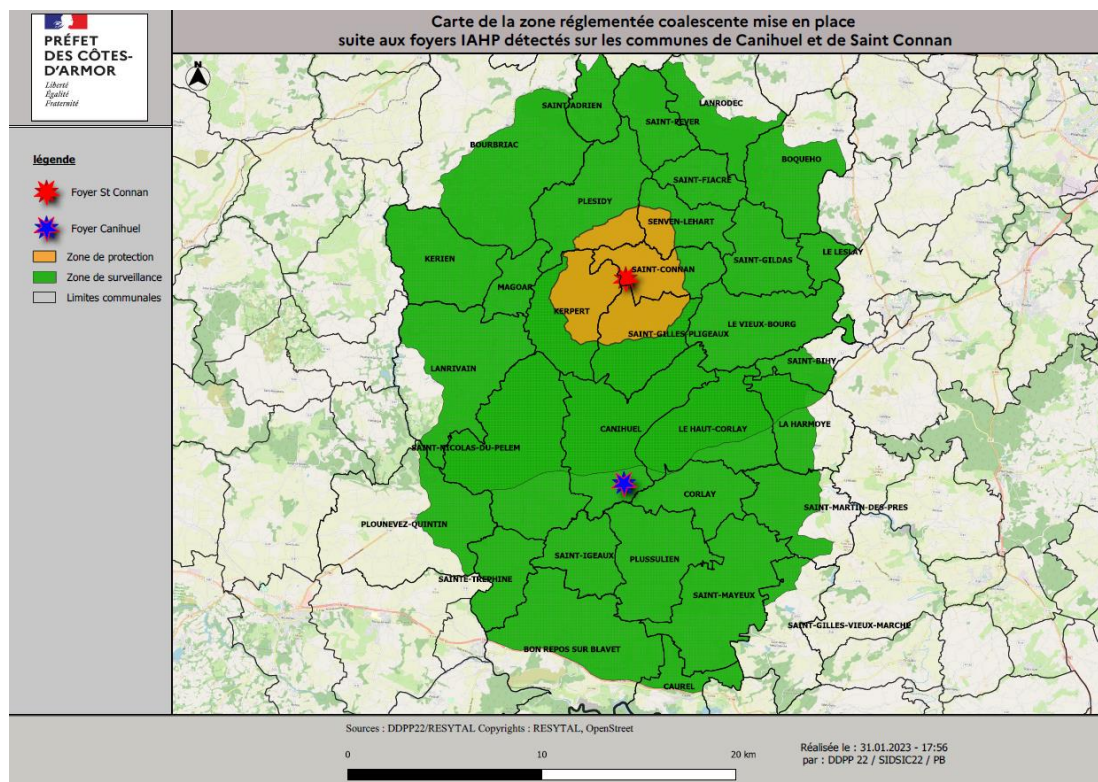 PRÉFET
DES CÔTES-
D'ARMOR
Liberté
Égalité
Fraternité
Carte de la zone réglementée coalescente mise en place
suite aux foyers IAHP détectés sur les communes de Canihuel et de Saint Connan
légende
Foyer St Connan
Foyer Canihuel
Zone de protection
Zone de surveillance
Limites communales
SAINT-ADRIEN
LANRODEC
SAINT-PEVER
BOURBRIAC
BOQUEHO
SAINT-FIACRE
PLESIDY
SENVEN-LEHART
LE LESLAY
KERIEN
SAINT-GILDAS
SAINT-CONNAN
MAGOAR
KERPERT
LE VIEUX-BOURG
SAINT-GILLES-PLIGEAUX
SAINT-BIHY
LANRIVAIN
LA HARMOYE
CANIHUEL
LE HAUT-CORLAY
SAINT-NICOLAS-DU-PELEM
CORLAY
SAINT-MARTIN-DES-PRES
PLOUNEVEZ-QUINTIN
SAINT-IGEAUX
PLUSSULIEN
SAINTE-TREPHINE
SAINT-MAYEUX
SAINT-GILLES-VIEUX-MARCHE
BON REPOS SUR BLAVET
CAUREL
Sources : DDPP22/RESYTAL Copyrights : RESYTAL, OpenStreet
0 10 20 km
Réalisée le : 31.01.2023 - 17:56
par : DDPP 22 / SIDSIC22 / PB